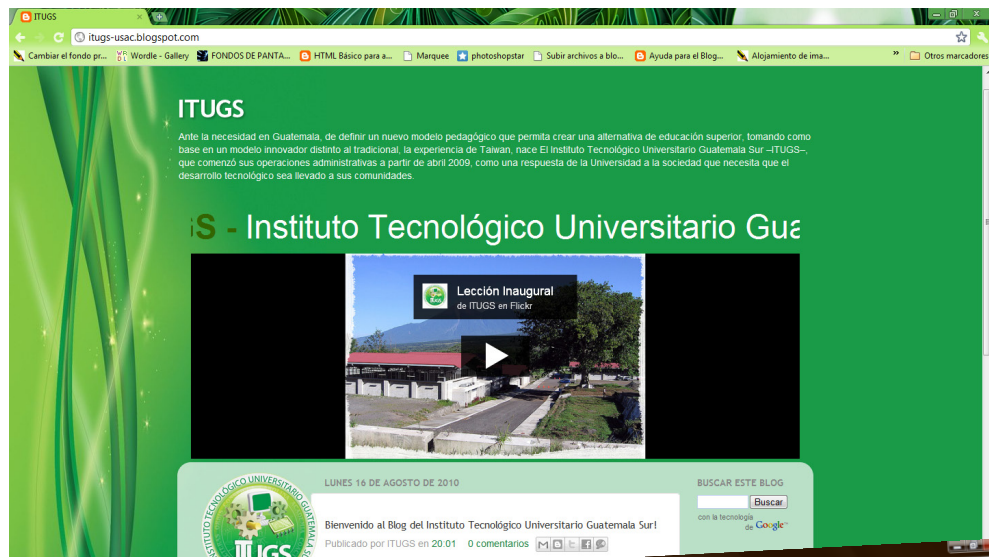 ITUGS
itugs-usac.blogspot.com
Cambiar el fondo pr... Wordle - Gallery FONDOS DE PANTA... HTML Básico para a... Marquee photoshopstar Subir archivos a blo... Ayuda para el Blog... Alojamiento de ima... » Otros marcadores
ITUGS
Ante la necesidad en Guatemala, de definir un nuevo modelo pedagógico que permita crear una alternativa de educación superior, tomando como
base en un modelo innovador distinto al tradicional, la experiencia de Taiwan, nace El Instituto Tecnológico Universitario Guatemala Sur –ITUGS–,
que comenzó sus operaciones administrativas a partir de abril 2009, como una respuesta de la Universidad a la sociedad que necesita que el
desarrollo tecnológico sea llevado a sus comunidades.
GS - Instituto Tecnológico Universitario Gua
Lección Inaugural
de ITUGS en Flickr
INSTITUTO TECNOLÓGICO UNIVERSITARIO GUATEMALA S
ITUGS
LUNES 16 DE AGOSTO DE 2010
Bienvenido al Blog del Instituto Tecnológico Universitario Guatemala Sur!
Publicado por ITUGS en 20:01 0 comentarios
BUSCAR ESTE BLOG
Buscar
con la tecnología
de Google™